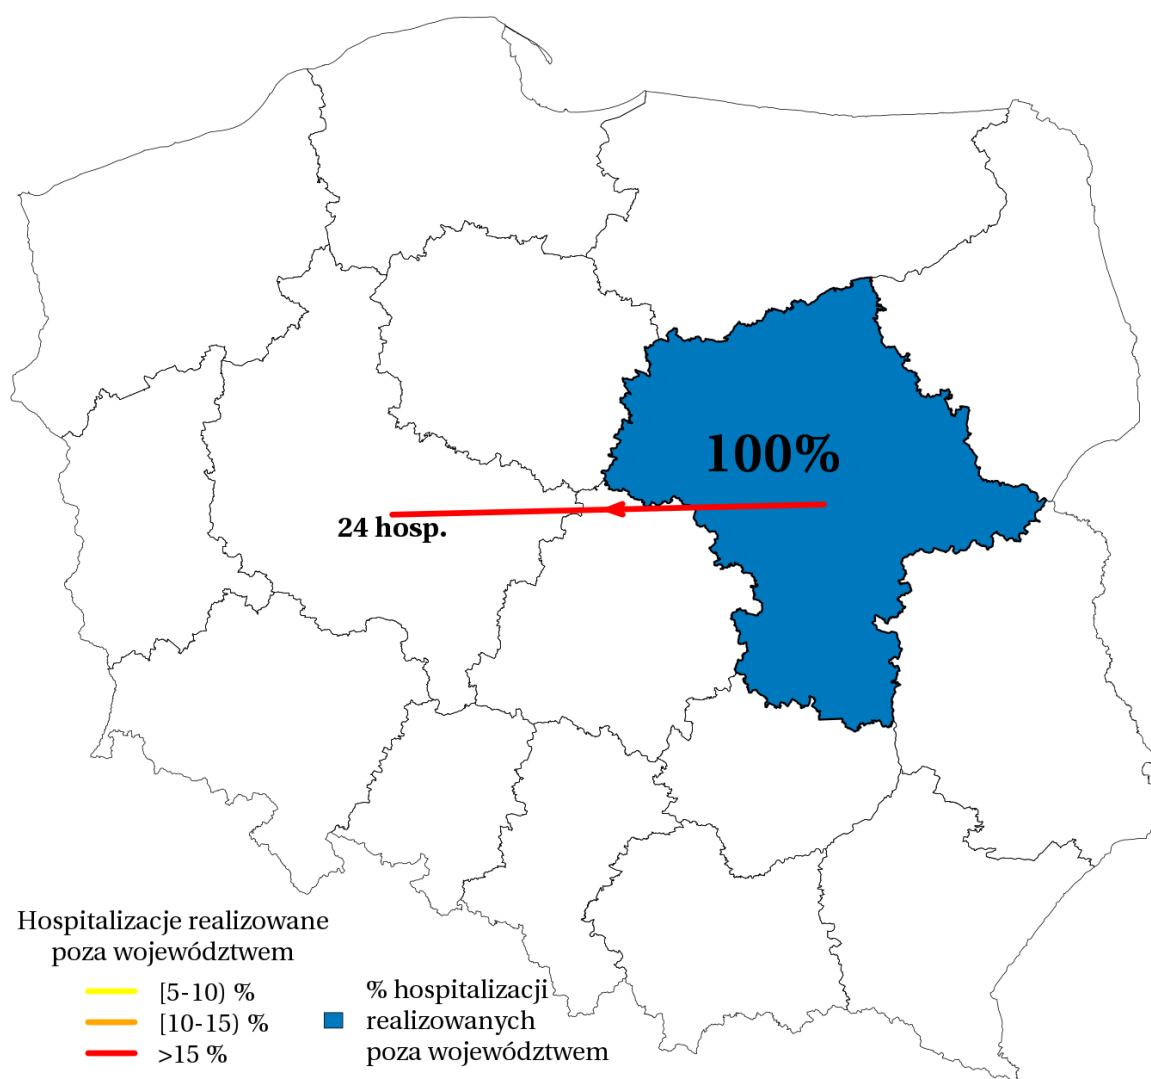 100%
24 hosp.
Hospitalizacje realizowane
poza województwem
[5-10) %
[10-15) %
>15 %
% hospitalizacji
realizowanych
poza województwem